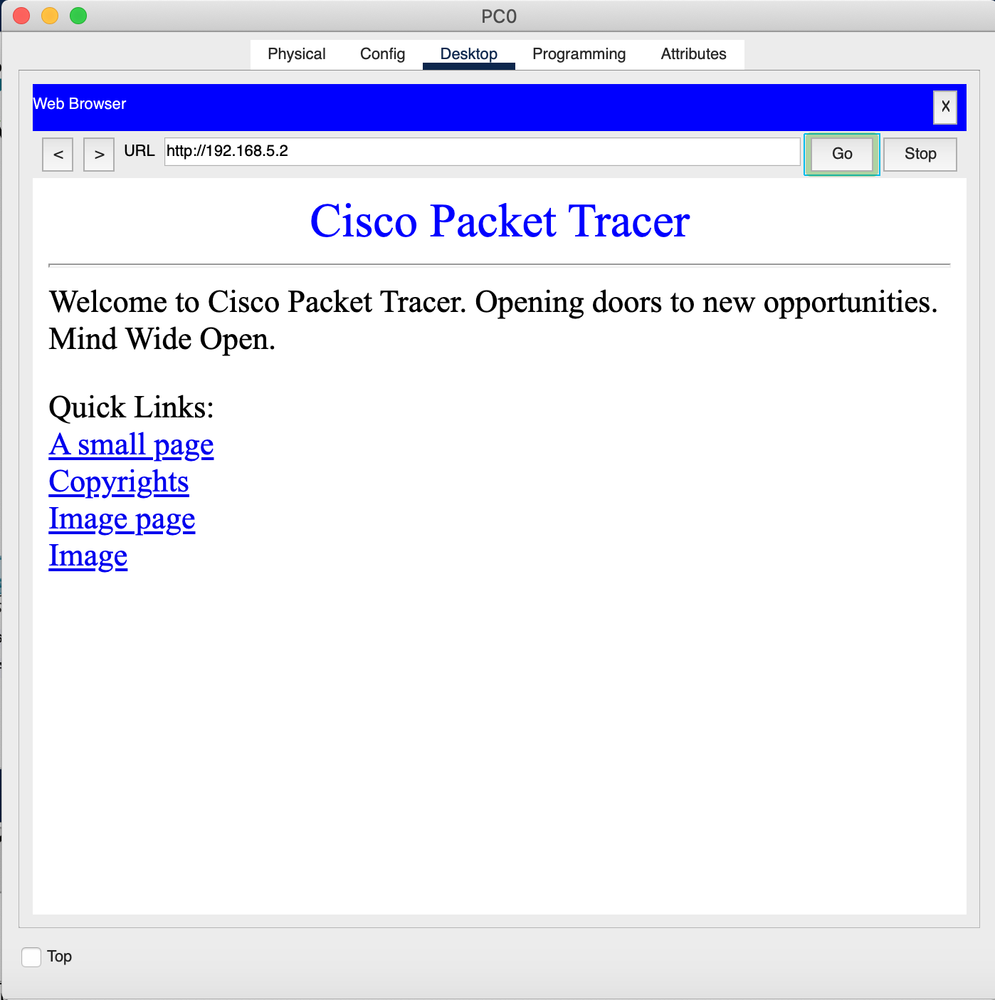 PC0
Physical Config Desktop Programming Attributes
Web Browser
X
< > URL http://192.168.5.2 Go Stop
Cisco Packet Tracer
Welcome to Cisco Packet Tracer. Opening doors to new opportunities.
Mind Wide Open.
Quick Links:
A small page
Copyrights
Image page
Image
Top